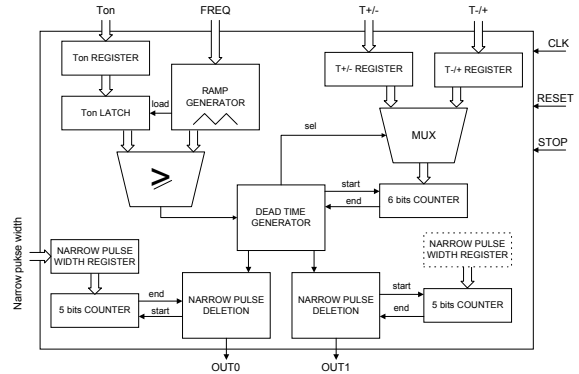 Ton
FREQ
T+/-
T-/+
Ton REGISTER
T+/- REGISTER
T-/+ REGISTER
CLK
RAMP
GENERATOR
Ton LATCH
load
RESET
sel
MUX
STOP
≥
start
end
6 bits COUNTER
DEAD TIME
GENERATOR
Narrow pukse width
NARROW PULSE
WIDTH REGISTER
NARROW PULSE
WIDTH REGISTER
end
start
5 bits COUNTER
NARROW PULSE
DELETION
NARROW PULSE
DELETION
start
end
5 bits COUNTER
OUT0
OUT1